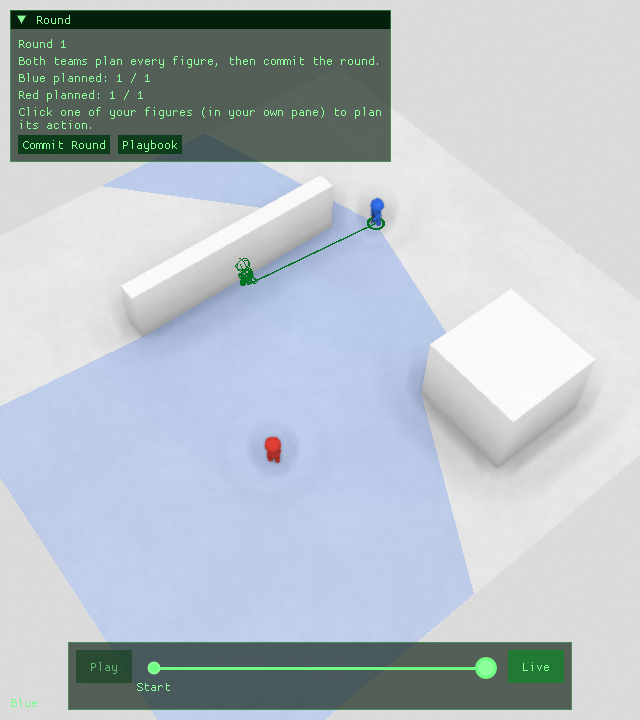 Round
Round 1
Both teams plan every figure, then commit the round.
Blue planned: 1 / 1
Red planned: 1 / 1
Click one of your figures (in your own pane) to plan
its action.
Commit Round Playbook
Play Live
Start
Blue